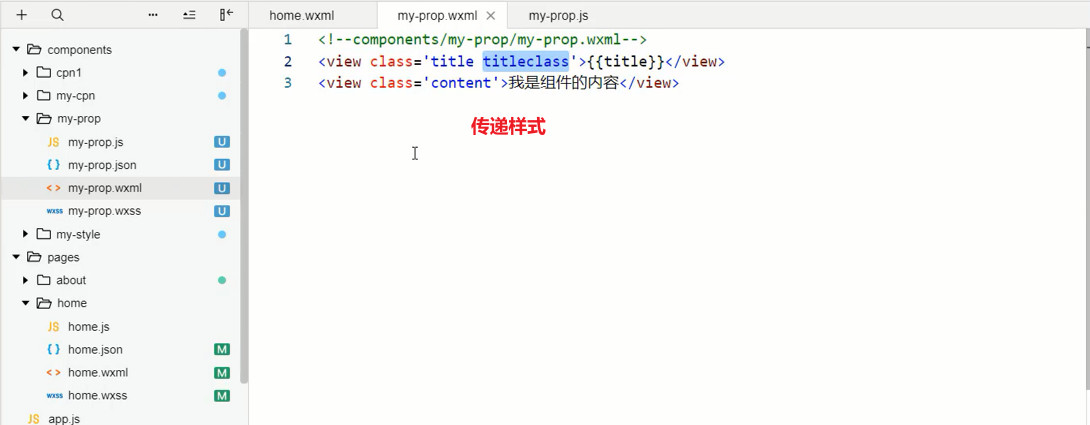 home.wxml my-prop.wxml my-prop.js
components
cpn1
my-cpn
my-prop
JS my-prop.js U
{ } my-prop.json U
< > my-prop.wxml U
wxss my-prop.wxss U
my-style
pages
about
home
JS home.js
{ } home.json M
< > home.wxml M
wxss home.wxss M
JS app.js
1 <!--components/my-prop/my-prop.wxml-->
2 <view class='title titleclass'>{{title}}</view>
3 <view class='content'>我是组件的内容</view>
传递样式